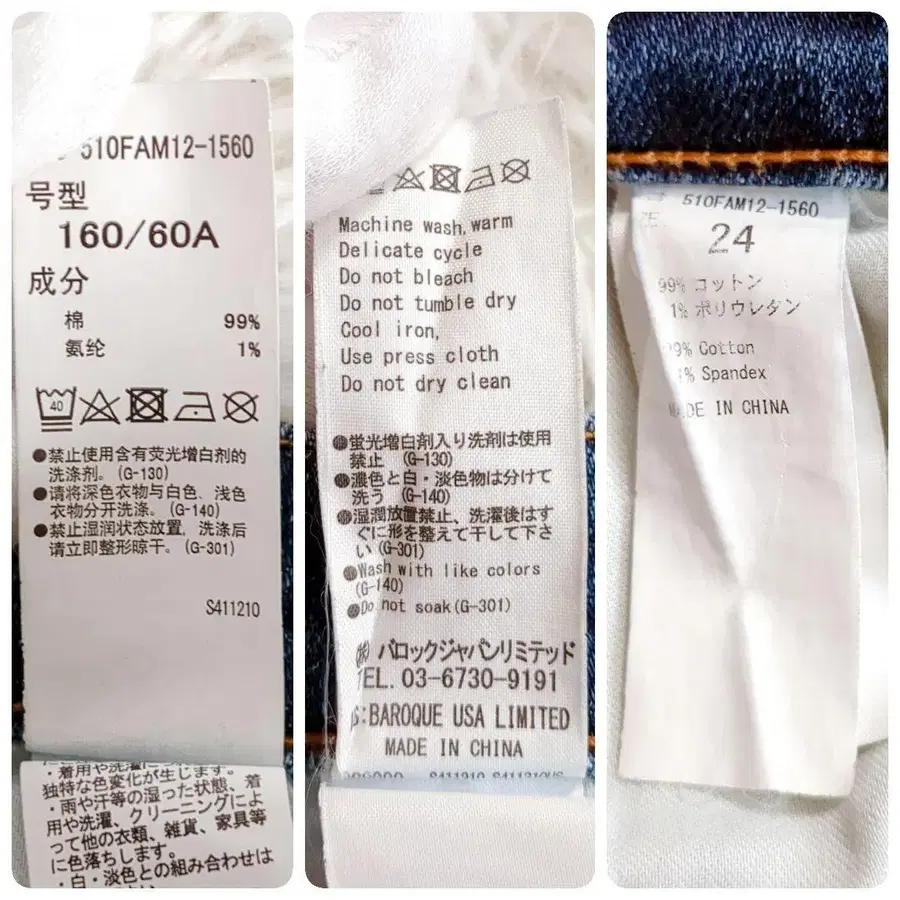 510FAM12-1560
号型
160/60A
成分
棉 99%
氨纶 1%
40
●禁止使用含有荧光增白剂的
洗涤剂。(G-130)
●请将深色衣物与白色、浅色
衣物分开洗涤。(G-140)
●禁止湿润状态放置，洗涤后
请立即整形晾干。(G-301)
S411210
・着用や洗濯
独特な色変化が生じます。
・雨や汗等の湿った状態、着
用や洗濯、クリーニングによ
って他の衣類、雑貨、家具等
に色落ちします。
・白・淡色との組み合わせは
Machine wash, warm
Delicate cycle
Do not bleach
Do not tumble dry
Cool iron,
Use press cloth
Do not dry clean
●蛍光増白剤入り洗剤は使用
禁止 (G-130)
●濃色と白・淡色物は分けて
洗う (G-140)
●湿潤放置禁止、洗濯後はす
ぐに形を整えて干して下さ
い(G-301)
●Wash with like colors
(G-140)
●Do not soak(G-301)
㈱ バロックジャパンリミテッド
TEL. 03-6730-9191
BAROQUE USA LIMITED
MADE IN CHINA
S411210
510FAM12-1560
24
99% コットン
1% ポリウレタン
99% Cotton
1% Spandex
MADE IN CHINA